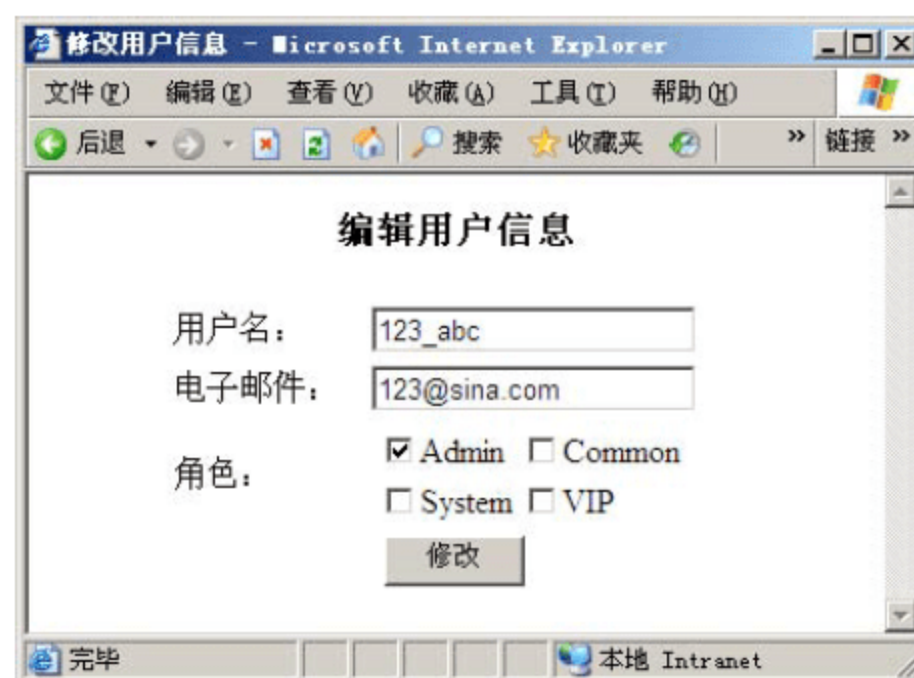 修改用户信息 - Microsoft Internet Explorer
文件(F) 编辑(E) 查看(V) 收藏(A) 工具(T) 帮助(H)
后退 搜索 收藏夹 » 链接 »
编辑用户信息
用户名： 123_abc
电子邮件： 123@sina.com
角色： Admin Common
System VIP
修改
完毕 本地 Intranet